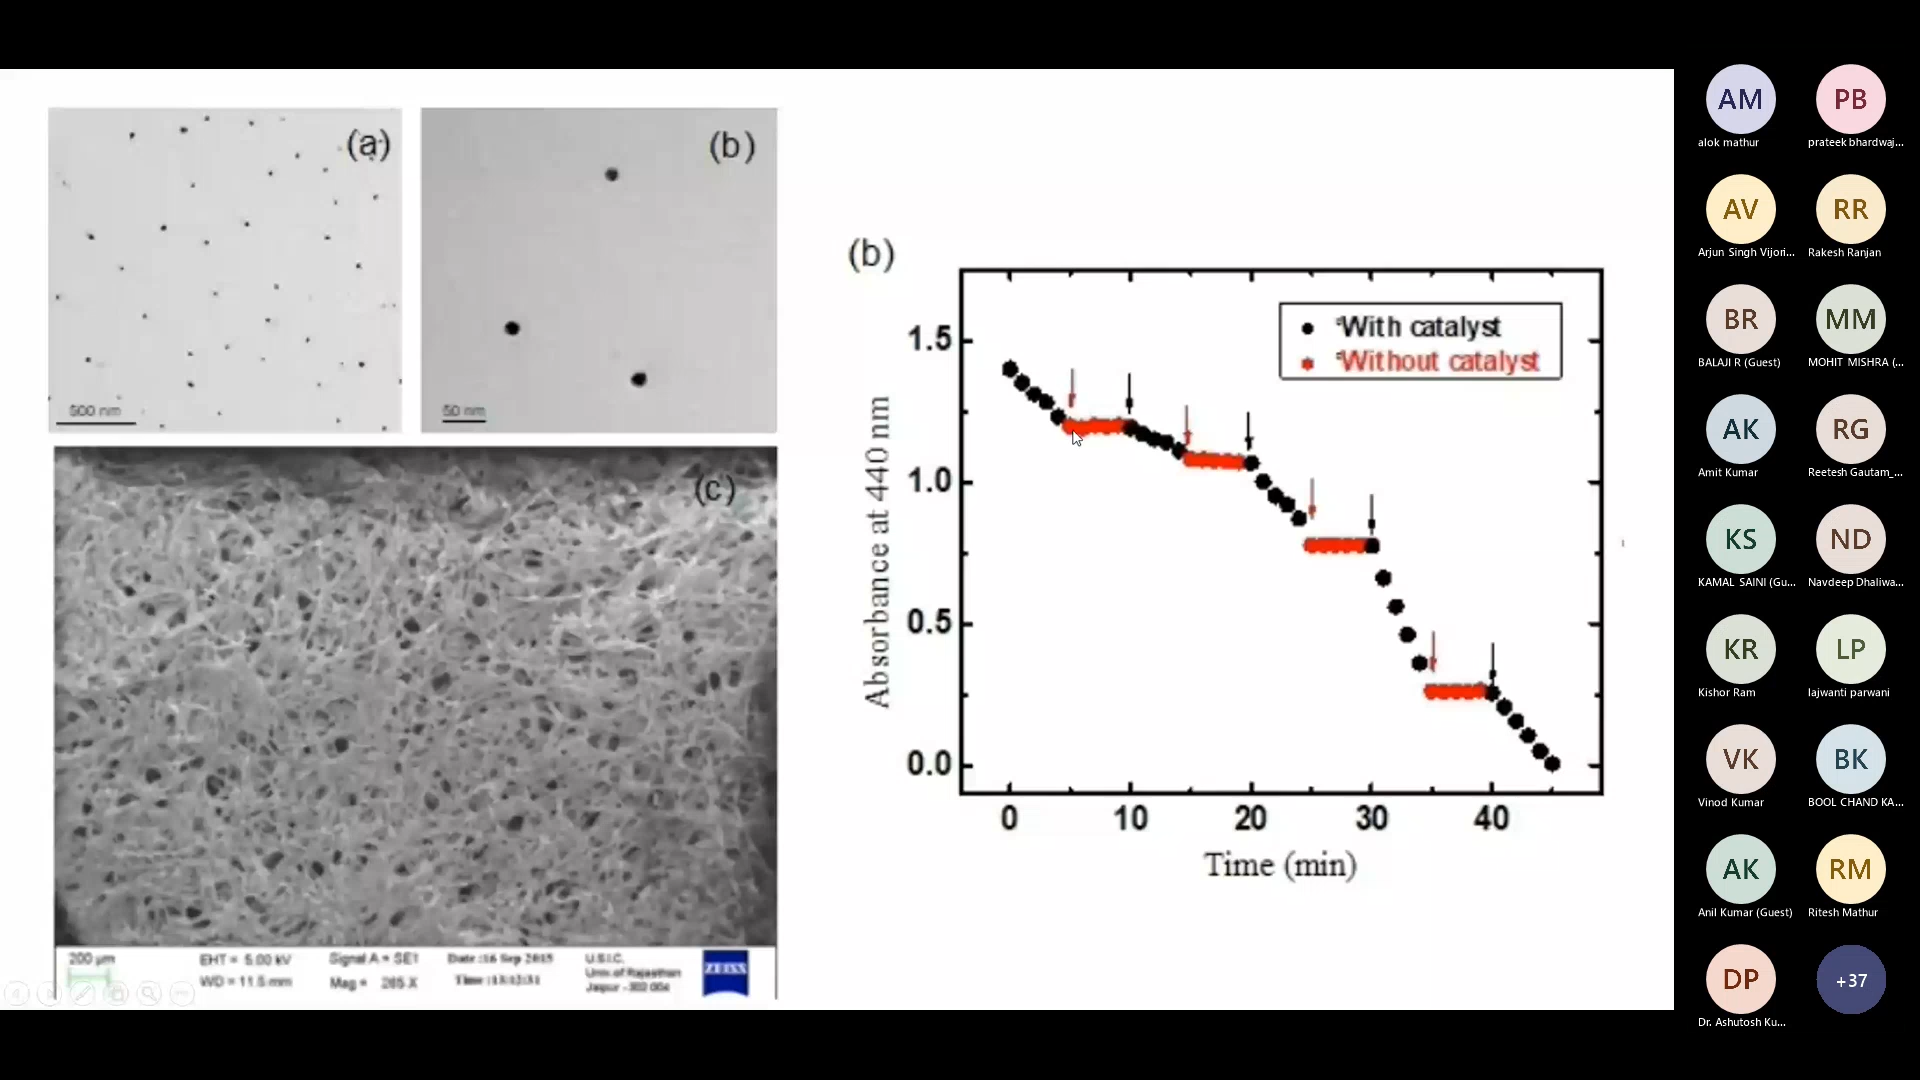 (a)
500 nm
(b)
50 nm
(c)
200 µm
EHT = 5.00 kV
WD = 11.5 mm
Signal A = SE1
Mag = 265 X
Date :16 Sep 2015
U.S.I.C.
Univ.of Rajasthan
ZEISS
(b)
With catalyst
Without catalyst
1.5
1.0
0.5
0.0
Absorbance at 440 nm
0 10 20 30 40
Time (min)
AM PB
alok mathur prateek bhardwaj...
AV RR
Arjun Singh Vijori... Rakesh Ranjan
BR MM
BALAJI R (Guest) MOHIT MISHRA (...
AK RG
Amit Kumar Reetesh Gautam_...
KS ND
KAMAL SAINI (Gu... Navdeep Dhaliwa...
KR LP
Kishor Ram lajwanti parwani
VK BK
Vinod Kumar BOOL CHAND KA...
AK RM
Anil Kumar (Guest) Ritesh Mathur
DP +37
Dr. Ashutosh Ku...